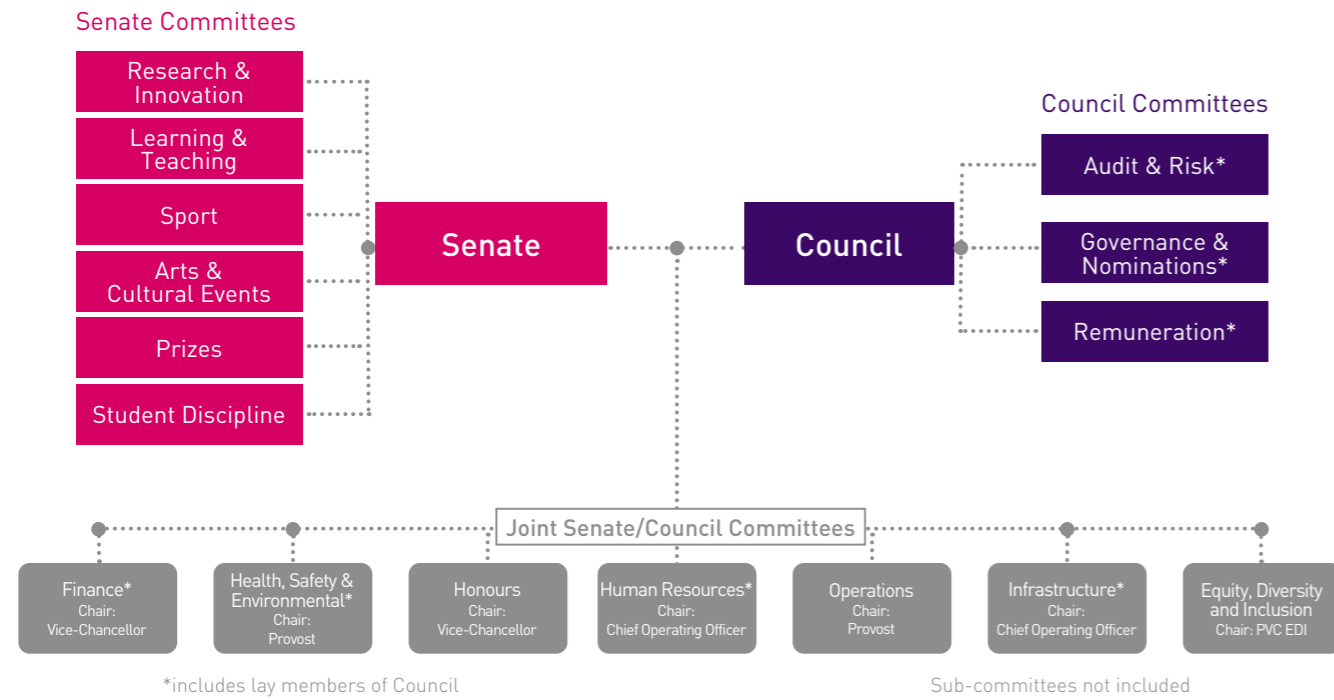 Senate Committees
Research &
Innovation
Learning &
Teaching
Sport
Arts &
Cultural Events
Prizes
Student Discipline
Senate
Council
Council Committees
Audit & Risk*
Governance &
Nominations*
Remuneration*
Joint Senate/Council Committees
Finance*
Chair:
Vice-Chancellor
Health, Safety &
Environmental*
Chair:
Provost
Honours
Chair:
Vice-Chancellor
Human Resources*
Chair:
Chief Operating Officer
Operations
Chair:
Provost
Infrastructure*
Chair:
Chief Operating Officer
Equity, Diversity
and Inclusion
Chair: PVC EDI
*includes lay members of Council
Sub-committees not included